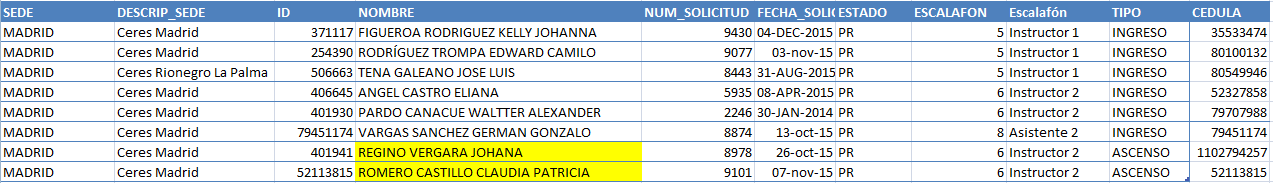 SEDE DESCRIP_SEDE ID NOMBRE NUM_SOLICITUD FECHA_SOLIC ESTADO ESCALAFON Escalafón TIPO CEDULA
MADRID Ceres Madrid 371117 FIGUEROA RODRIGUEZ KELLY JOHANNA 9430 04-DEC-2015 PR 5 Instructor 1 INGRESO 35533474
MADRID Ceres Madrid 254390 RODRÍGUEZ TROMPA EDWARD CAMILO 9077 03-nov-15 PR 5 Instructor 1 INGRESO 80100132
MADRID Ceres Rionegro La Palma 506663 TENA GALEANO JOSE LUIS 8443 31-AUG-2015 PR 5 Instructor 1 INGRESO 80549946
MADRID Ceres Madrid 406645 ANGEL CASTRO ELIANA 5935 08-APR-2015 PR 6 Instructor 2 INGRESO 52327858
MADRID Ceres Madrid 401930 PARDO CANACUE WALTTER ALEXANDER 2246 30-JAN-2014 PR 6 Instructor 2 INGRESO 79707988
MADRID Ceres Madrid 79451174 VARGAS SANCHEZ GERMAN GONZALO 8874 13-oct-15 PR 8 Asistente 2 INGRESO 79451174
MADRID Ceres Madrid 401941 REGINO VERGARA JOHANA 8978 26-oct-15 PR 6 Instructor 2 ASCENSO 1102794257
MADRID Ceres Madrid 52113815 ROMERO CASTILLO CLAUDIA PATRICIA 9101 07-nov-15 PR 6 Instructor 2 ASCENSO 52113815